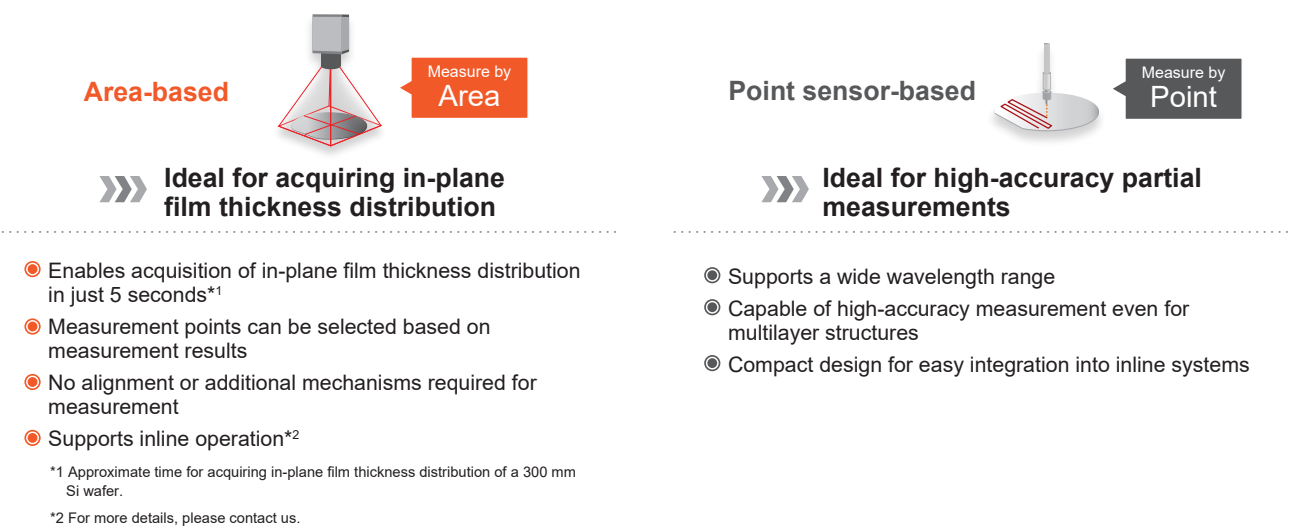 Area-based
Measure by
Area
Ideal for acquiring in-plane
film thickness distribution
Enables acquisition of in-plane film thickness distribution
in just 5 seconds*1
Measurement points can be selected based on
measurement results
No alignment or additional mechanisms required for
measurement
Supports inline operation*2
*1 Approximate time for acquiring in-plane film thickness distribution of a 300 mm
Si wafer.
*2 For more details, please contact us.
Point sensor-based
Measure by
Point
Ideal for high-accuracy partial
measurements
Supports a wide wavelength range
Capable of high-accuracy measurement even for
multilayer structures
Compact design for easy integration into inline systems